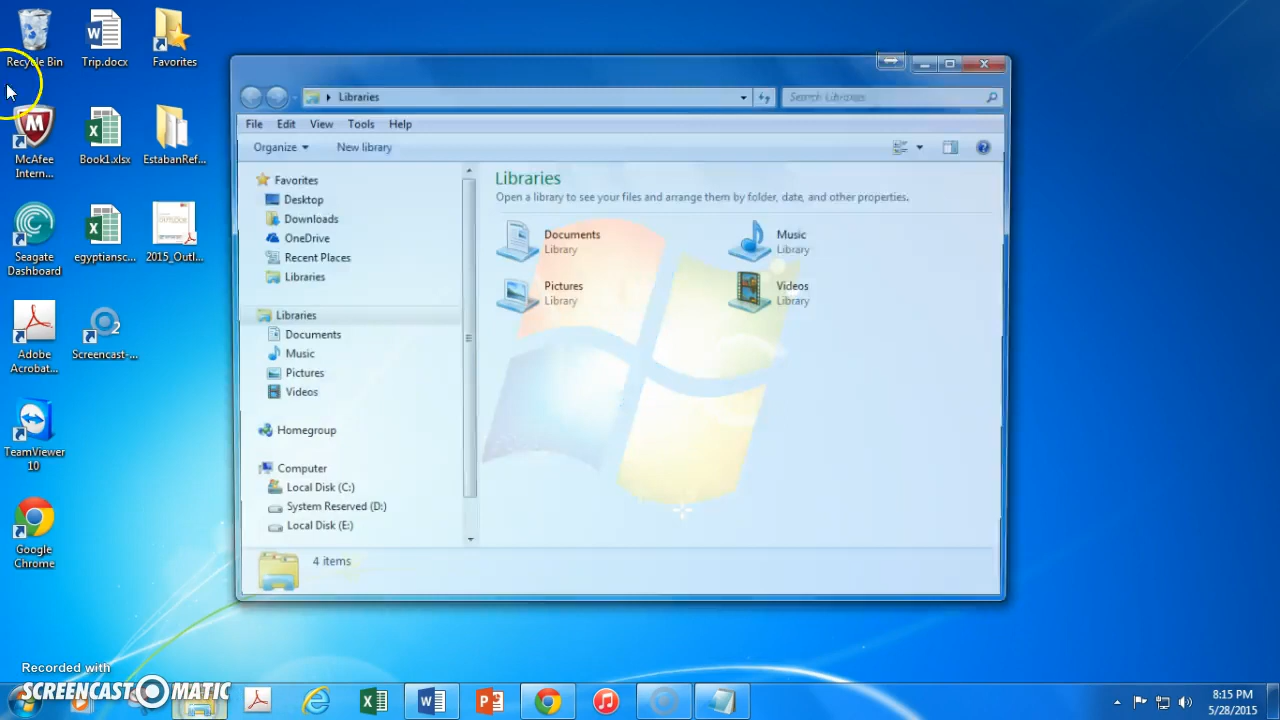 Recycle Bin
Trip.docx
Favorites
McAfee
Intern...
Book1.xlsx
EstabanRef...
Seagate
Dashboard
egyptiansc...
2015_Outl...
Adobe
Acrobat...
2
Screencast-...
TeamViewer
10
Google
Chrome
Libraries
Search Libraries
File Edit View Tools Help
Organize New library
Favorites
Desktop
Downloads
OneDrive
Recent Places
Libraries
Libraries
Documents
Music
Pictures
Videos
Homegroup
Computer
Local Disk (C:)
System Reserved (D:)
Local Disk (E:)
Libraries
Open a library to see your files and arrange them by folder, date, and other properties.
Documents
Library
Music
Library
Pictures
Library
Videos
Library
4 items
Recorded with
SCREENCAST-O-MATIC
8:15 PM
5/28/2015